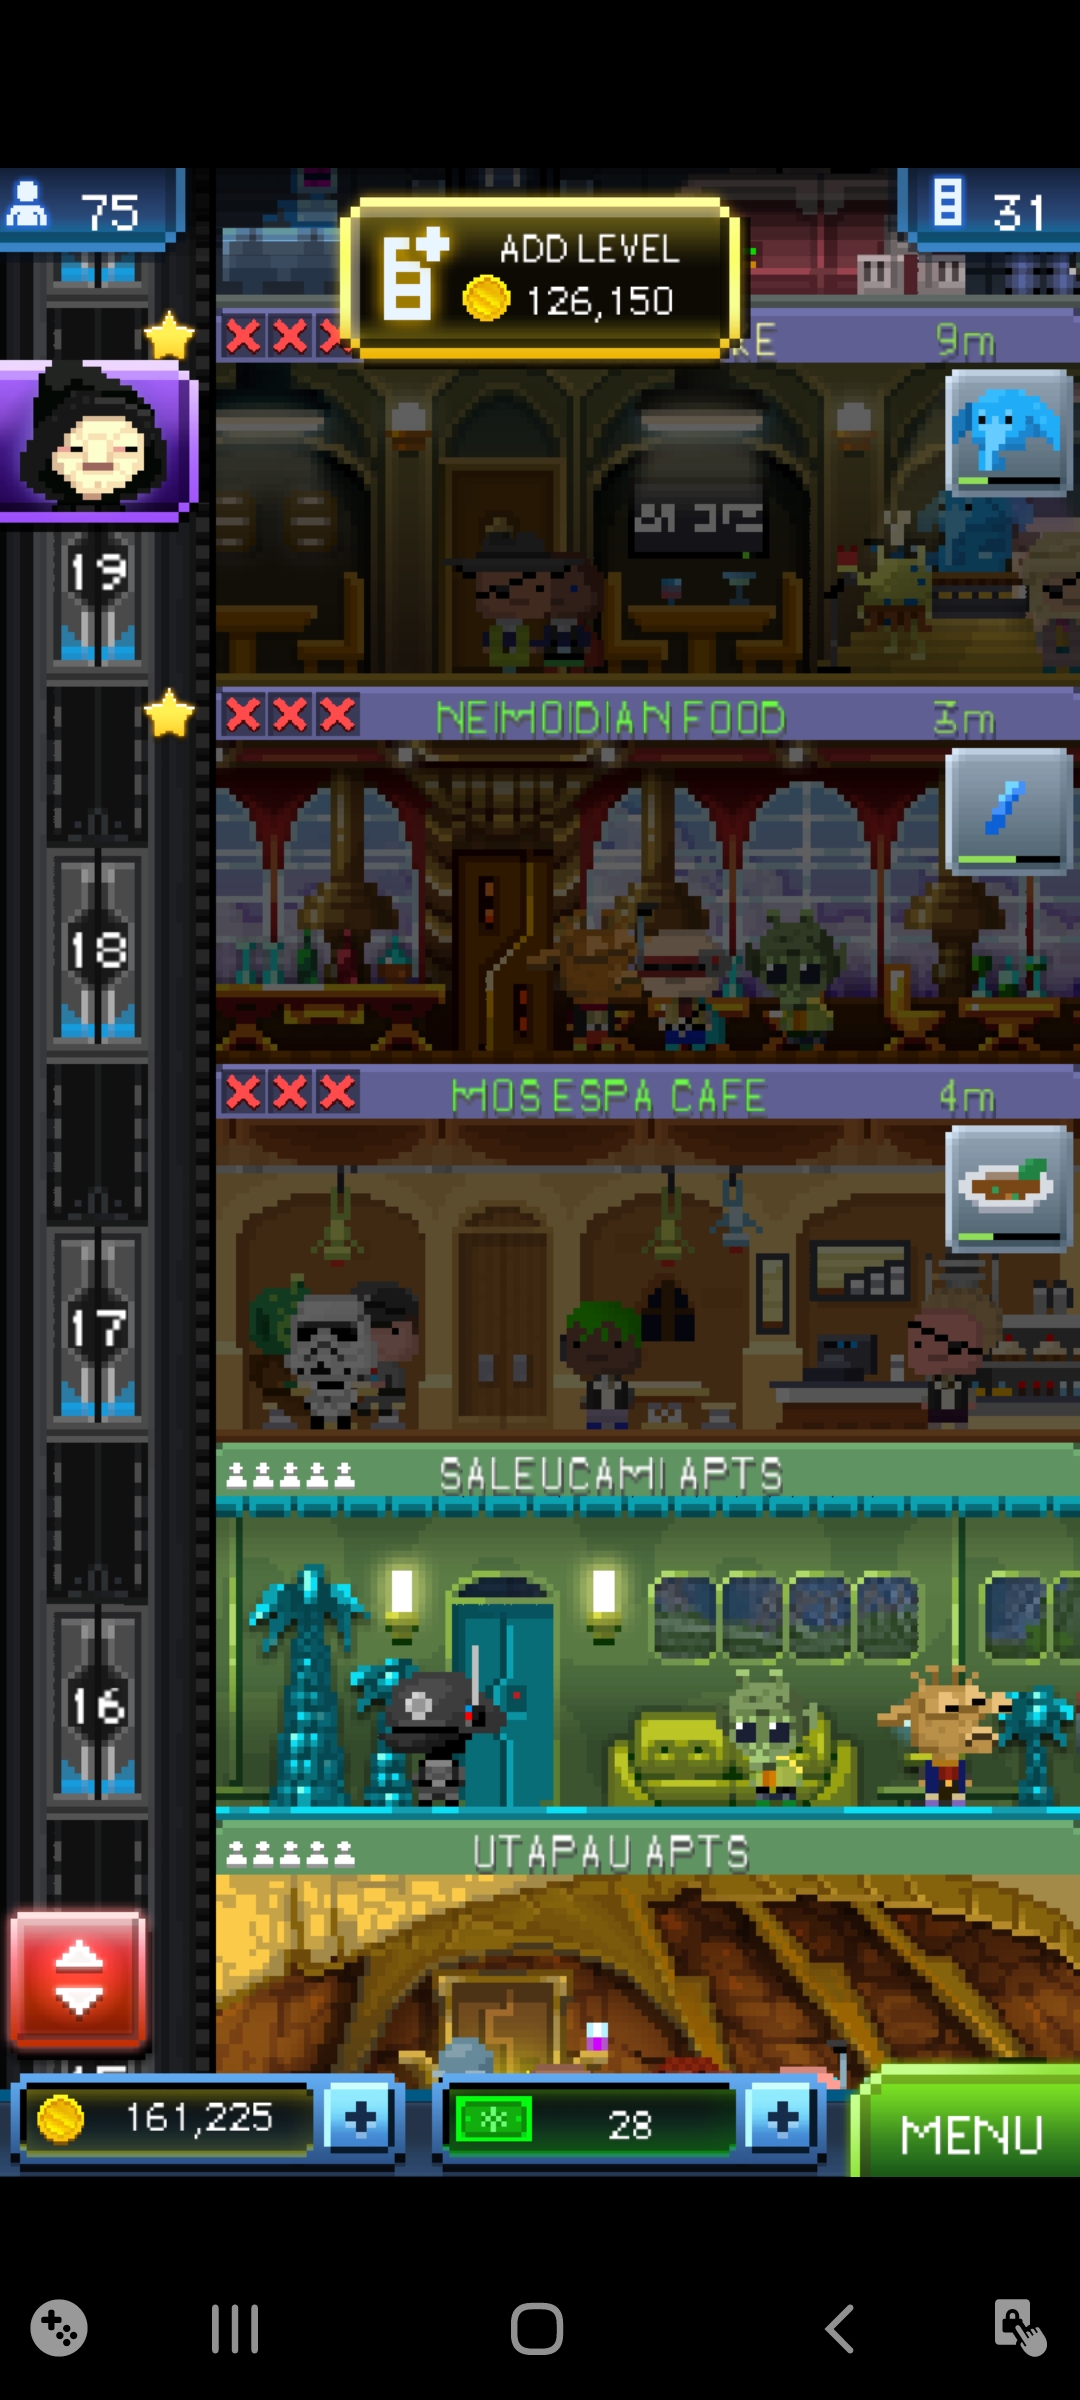 75
ADD LEVEL
126,150
31
KE
9m
19
NEIMOIDIAN FOOD
3m
18
MOS ESPA CAFE
4m
17
SALEUCAMI APTS
16
UTAPAU APTS
161,225
28
MENU